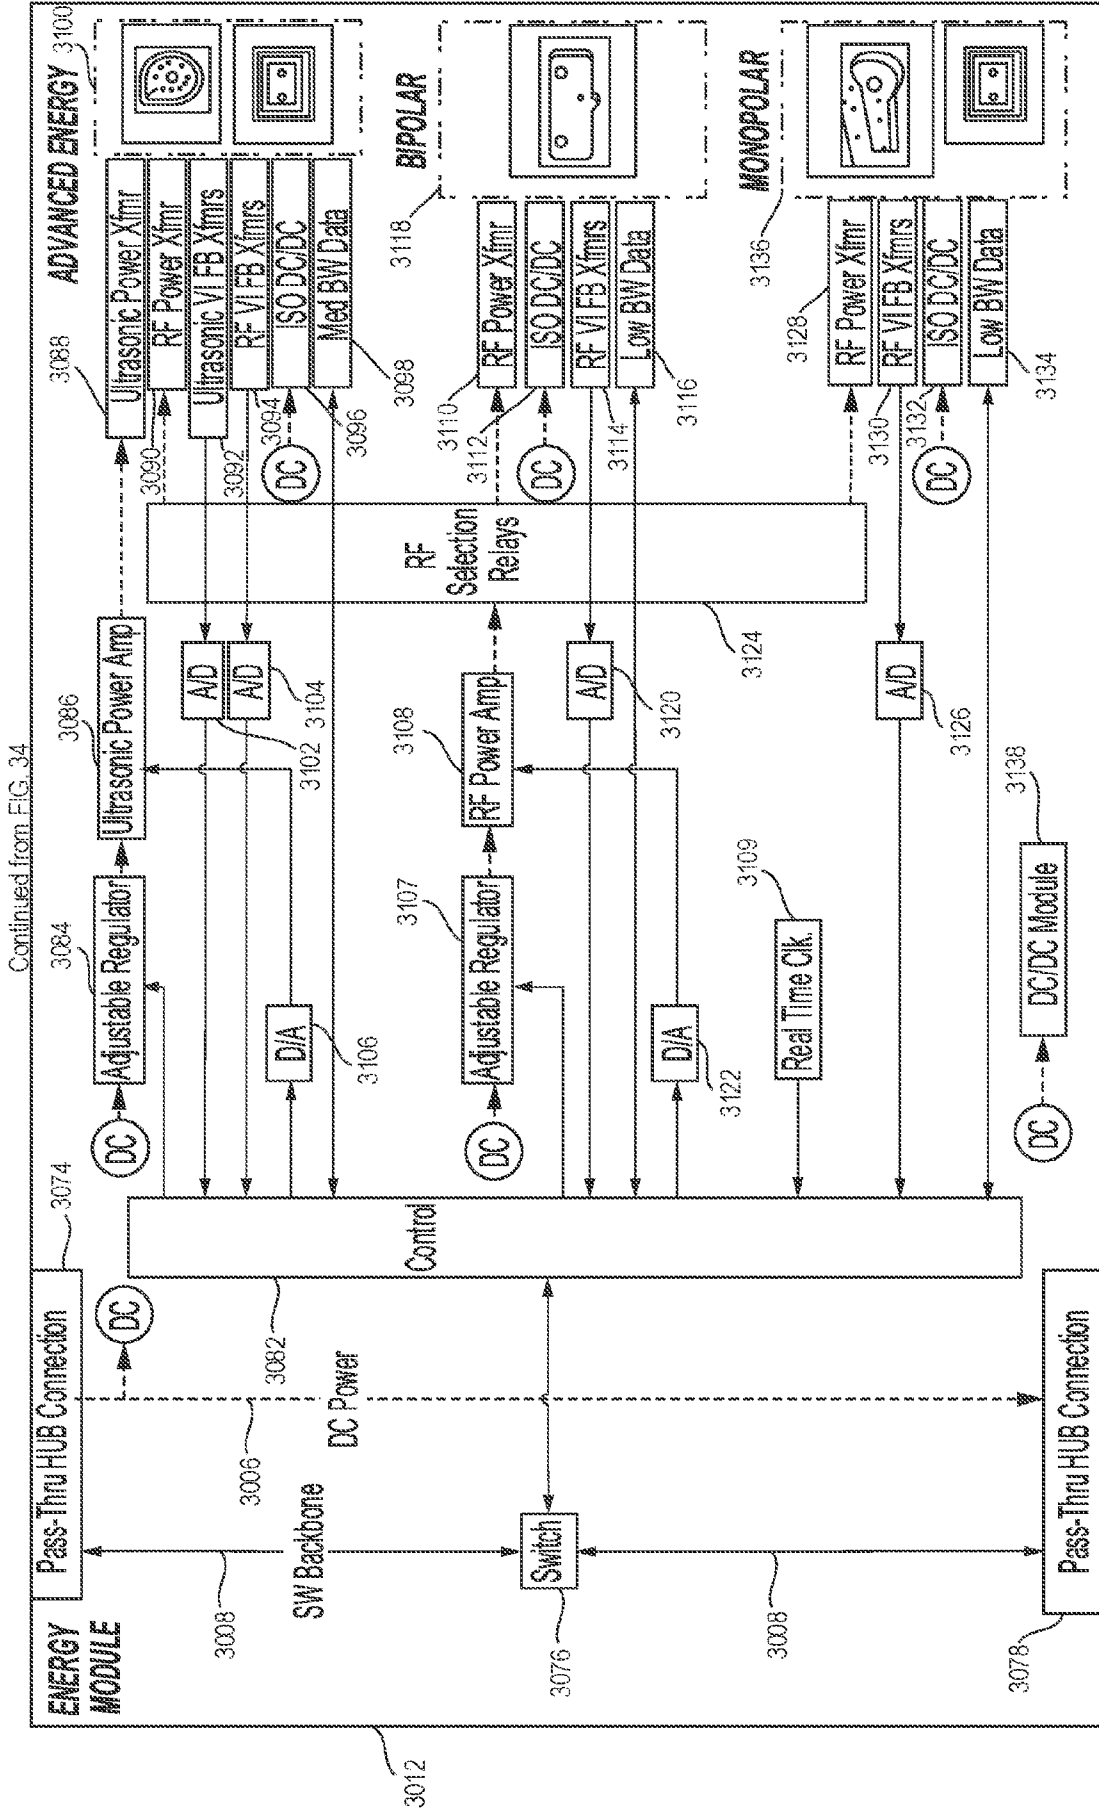 Continued from FIG. 34
ENERGY
MODULE
3012
Pass-Thru HUB Connection
3074
3008
SW Backbone
3006
DC Power
DC
Switch
3076
3008
Pass-Thru HUB Connection
3078
Control
3082
DC
Adjustable Regulator
3084
Ultrasonic Power Amp
3086
A/D
3102
A/D
3104
D/A
3106
DC
Adjustable Regulator
3107
RF Power Amp
3108
A/D
3120
D/A
3122
Real Time Clk.
3109
A/D
3126
DC
DC/DC Module
3138
RF
Selection
Relays
3124
ADVANCED ENERGY
3100
3088
Ultrasonic Power Xfmr
RF Power Xfmr
3090
Ultrasonic VI FB Xfmrs
3092
RF VI FB Xfmrs
3094
ISO DC/DC
3096
DC
Med BW Data
3098
BIPOLAR
3118
RF Power Xfmr
3110
ISO DC/DC
3112
DC
RF VI FB Xfmrs
3114
Low BW Data
3116
MONOPOLAR
3136
RF Power Xfmr
3128
RF VI FB Xfmrs
3130
ISO DC/DC
3132
DC
Low BW Data
3134